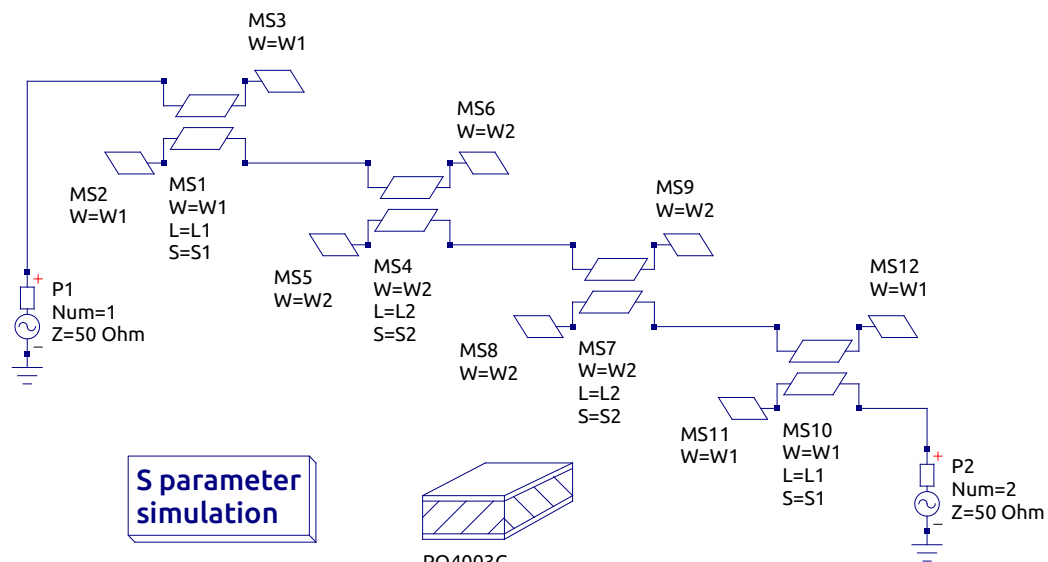 MS3
W=W1
MS6
W=W2
MS2
W=W1
MS1
W=W1
L=L1
S=S1
MS9
W=W2
MS5
W=W2
MS4
W=W2
L=L2
S=S2
MS12
W=W1
+
P1
Num=1
Z=50 Ohm
–
MS8
W=W2
MS7
W=W2
L=L2
S=S2
MS11
W=W1
MS10
W=W1
L=L1
S=S1
+
P2
Num=2
Z=50 Ohm
–
S parameter
simulation
RO4003C